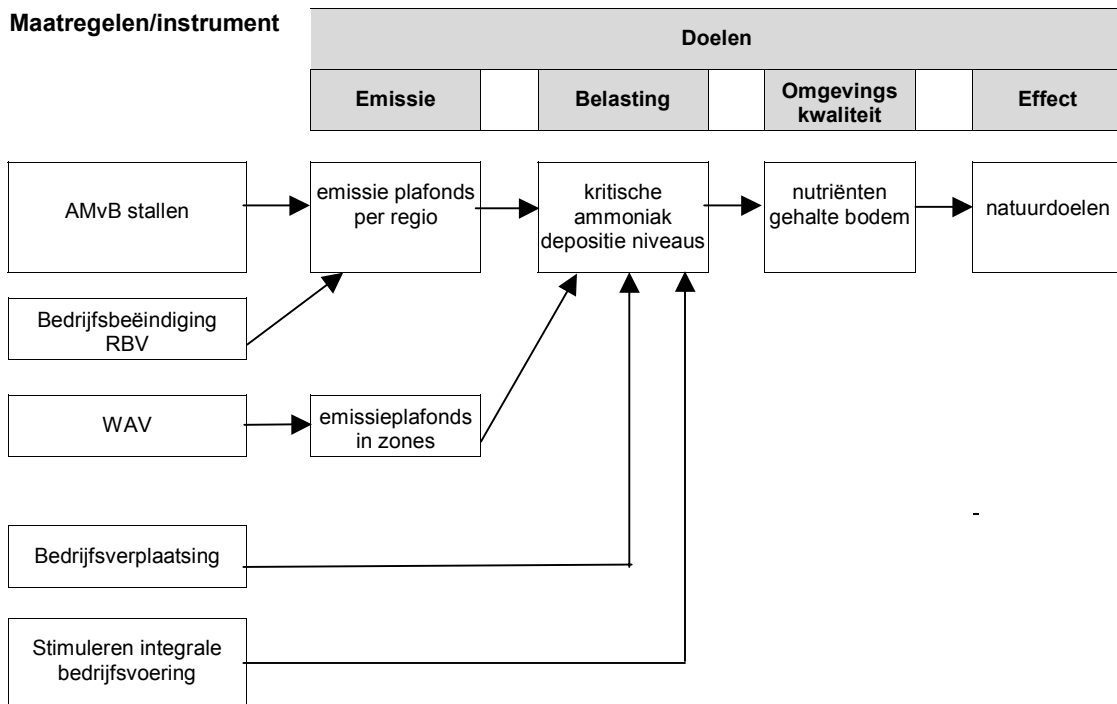 Maatregelen/instrument
Doelen
Emissie
Belasting
Omgevings
kwaliteit
Effect
AMvB stallen
emissie plafonds
per regio
kritische
ammoniak
depositie niveaus
nutriënten
gehalte bodem
natuurdoelen
Bedrijfsbeëindiging
RBV
WAV
emissieplafonds
in zones
-
Bedrijfsverplaatsing
Stimuleren integrale
bedrijfsvoering